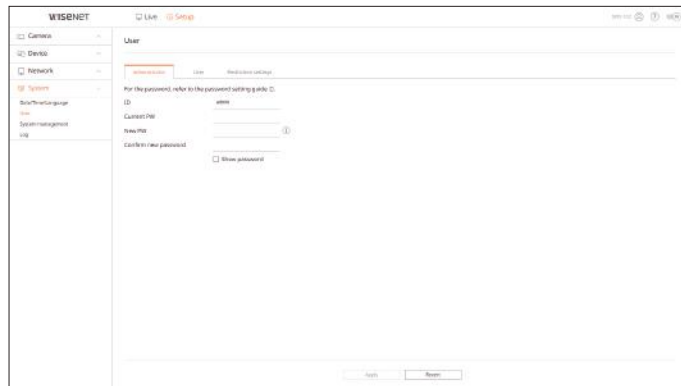 WISENET
Live
Setup
Camera
Device
Network
System
Date/Time/Language
User
System management
Log
User
Administrator
User
Restriction settings
For the password, refer to the password setting guide
ID
admin
Current PW
New PW
Confirm new password
Show password
Apply
Revert